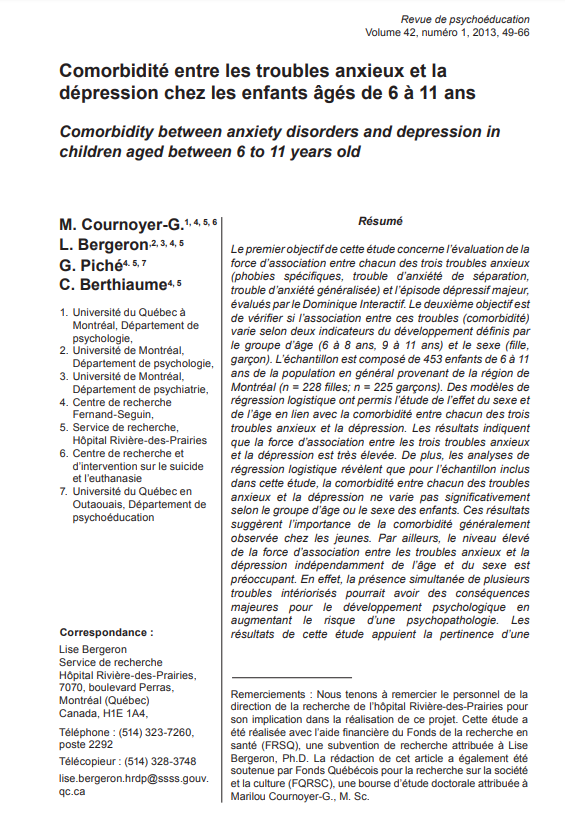 Revue de psychoéducation
Volume 42, numéro 1, 2013, 49-66
Comorbidité entre les troubles anxieux et la
dépression chez les enfants âgés de 6 à 11 ans
Comorbidity between anxiety disorders and depression in
children aged between 6 to 11 years old
M. Cournoyer-G.1, 4, 5, 6
L. Bergeron,2, 3, 4, 5
G. Piché4, 5, 7
C. Berthiaume4, 5
1. Université du Québec à
Montréal, Département de
psychologie,
2. Université de Montréal,
Département de psychologie,
3. Université de Montréal,
Département de psychiatrie,
4. Centre de recherche
Fernand-Seguin,
5. Service de recherche,
Hôpital Rivière-des-Prairies
6. Centre de recherche et
d'intervention sur le suicide
et l'euthanasie
7. Université du Québec en
Outaouais, Département de
psychoéducation
Correspondance :
Lise Bergeron
Service de recherche
Hôpital Rivière-des-Prairies,
7070, boulevard Perras,
Montréal (Québec)
Canada, H1E 1A4,
Téléphone : (514) 323-7260,
poste 2292
Télécopieur : (514) 328-3748
lise.bergeron.hrdp@ssss.gouv.
qc.ca
Résumé
Le premier objectif de cette étude concerne l'évaluation de la
force d'association entre chacun des trois troubles anxieux
(phobies spécifiques, trouble d'anxiété de séparation,
trouble d'anxiété généralisée) et l'épisode dépressif majeur,
évalués par le Dominique Interactif. Le deuxième objectif est
de vérifier si l'association entre ces troubles (comorbidité)
varie selon deux indicateurs du développement définis par
le groupe d'âge (6 à 8 ans, 9 à 11 ans) et le sexe (fille,
garçon). L'échantillon est composé de 453 enfants de 6 à 11
ans de la population en général provenant de la région de
Montréal (n = 228 filles; n = 225 garçons). Des modèles de
régression logistique ont permis l'étude de l'effet du sexe et
de l'âge en lien avec la comorbidité entre chacun des trois
troubles anxieux et la dépression. Les résultats indiquent
que la force d'association entre les trois troubles anxieux
et la dépression est très élevée. De plus, les analyses de
régression logistique révèlent que pour l'échantillon inclus
dans cette étude, la comorbidité entre chacun des troubles
anxieux et la dépression ne varie pas significativement
selon le groupe d'âge ou le sexe des enfants. Ces résultats
suggèrent l'importance de la comorbidité généralement
observée chez les jeunes. Par ailleurs, le niveau élevé
de la force d'association entre les troubles anxieux et la
dépression indépendamment de l'âge et du sexe est
préoccupant. En effet, la présence simultanée de plusieurs
troubles intériorisés pourrait avoir des conséquences
majeures pour le développement psychologique en
augmentant le risque d'une psychopathologie. Les
résultats de cette étude appuient la pertinence d'une
Remerciements : Nous tenons à remercier le personnel de la
direction de la recherche de l'hôpital Rivière-des-Prairies pour
son implication dans la réalisation de ce projet. Cette étude a
été réalisée avec l'aide financière du Fonds de la recherche en
santé (FRSQ), une subvention de recherche attribuée à Lise
Bergeron, Ph.D. La rédaction de cet article a également été
soutenue par Fonds Québécois pour la recherche sur la société
et la culture (FQRSC), une bourse d'étude doctorale attribuée à
Marilou Cournoyer-G., M. Sc.